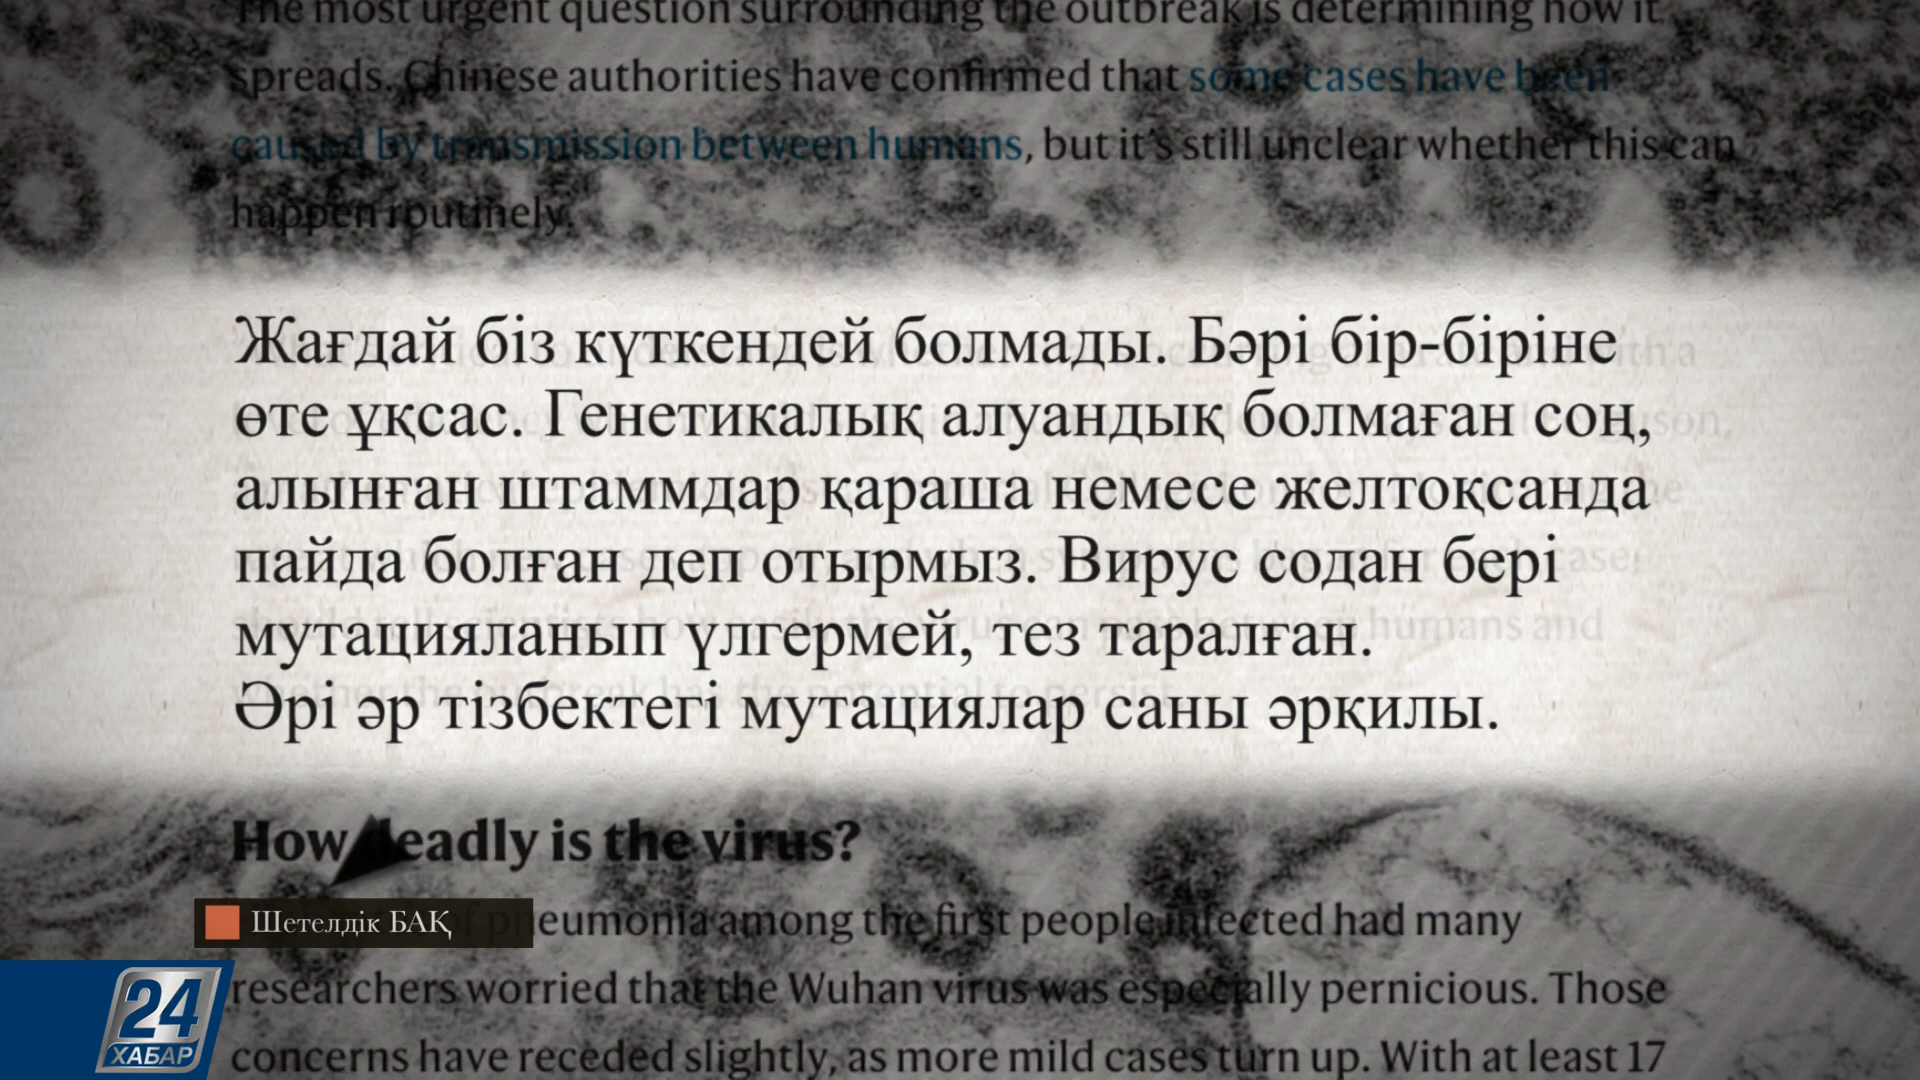 The most urgent question surrounding the outbreak is determining how it
spreads. Chinese authorities have confirmed that some cases have been
caused by transmission between humans, but it's still unclear whether this can
happen routinely.
Жағдай біз күткендей болмады. Бәрі бір-біріне
өте ұқсас. Генетикалық алуандық болмаған соң,
алынған штаммдар қараша немесе желтоқсанда
пайда болған деп отырмыз. Вирус содан бері
мутацияланып үлгермей, тез таралған.
Әрі әр тізбектегі мутациялар саны әрқилы.
How deadly is the virus?
Шетелдік БАҚ
of pneumonia among the first people infected had many
researchers worried that the Wuhan virus was especially pernicious. Those
concerns have receded slightly, as more mild cases turn up. With at least 17
24
ХАБАР